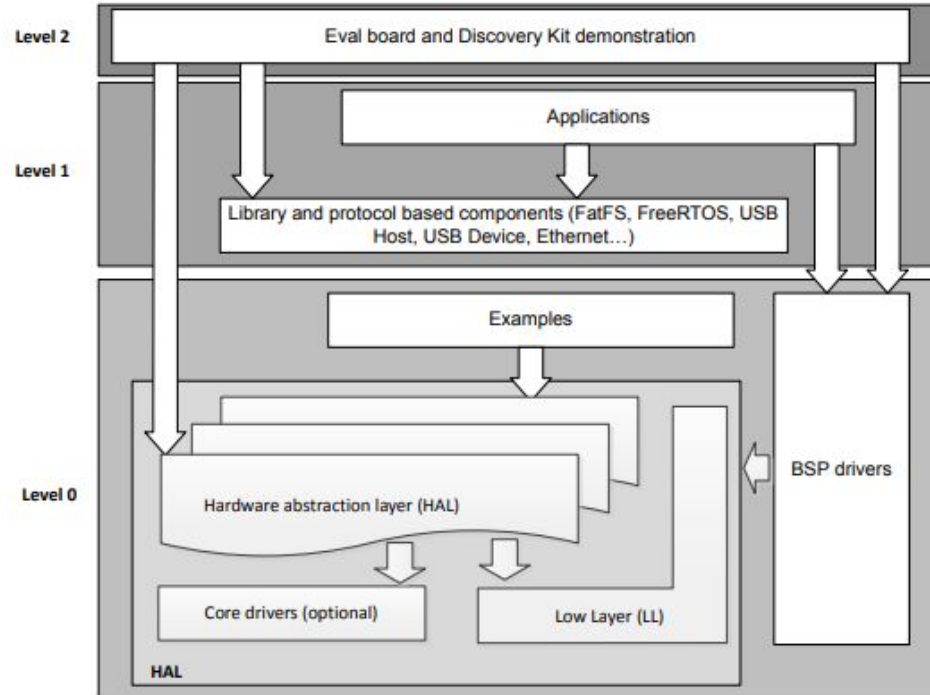 Level 2
Eval board and Discovery Kit demonstration
Applications
Level 1
Library and protocol based components (FatFS, FreeRTOS, USB
Host, USB Device, Ethernet…)
Examples
BSP drivers
Level 0
Hardware abstraction layer (HAL)
Core drivers (optional)
Low Layer (LL)
HAL